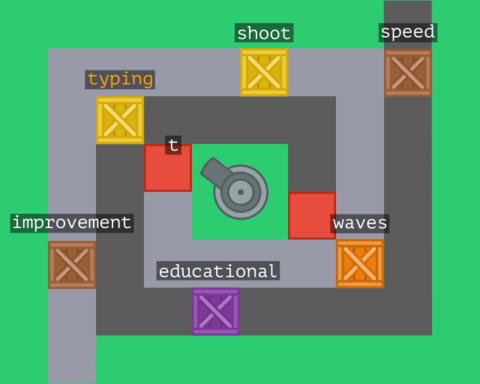 speed
shoot
typing
t
improvement
waves
educational